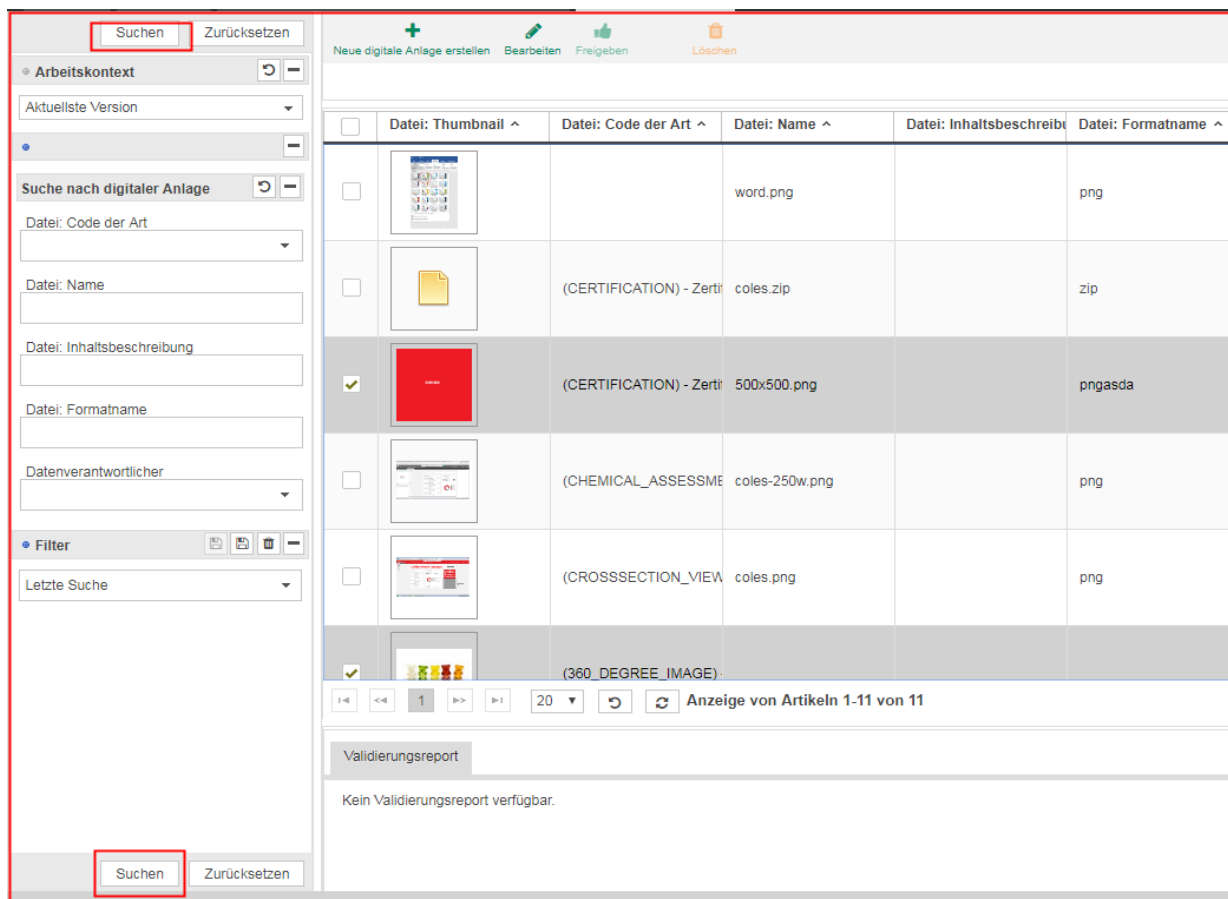 Suchen Zurücksetzen
Arbeitskontext
Aktuellste Version
Suche nach digitaler Anlage
Datei: Code der Art
Datei: Name
Datei: Inhaltsbeschreibung
Datei: Formatname
Datenverantwortlicher
Filter
Letzte Suche
Suchen Zurücksetzen
Neue digitale Anlage erstellen Bearbeiten Freigeben Löschen
Datei: Thumbnail Datei: Code der Art Datei: Name Datei: Inhaltsbeschreibu Datei: Formatname
word.png png
(CERTIFICATION) - Zerti coles.zip zip
(CERTIFICATION) - Zerti 500x500.png pngasda
(CHEMICAL_ASSESSME coles-250w.png png
(CROSSSECTION_VIEW coles.png png
(360_DEGREE_IMAGE) -
1 20 Anzeige von Artikeln 1-11 von 11
Validierungsreport
Kein Validierungsreport verfügbar.